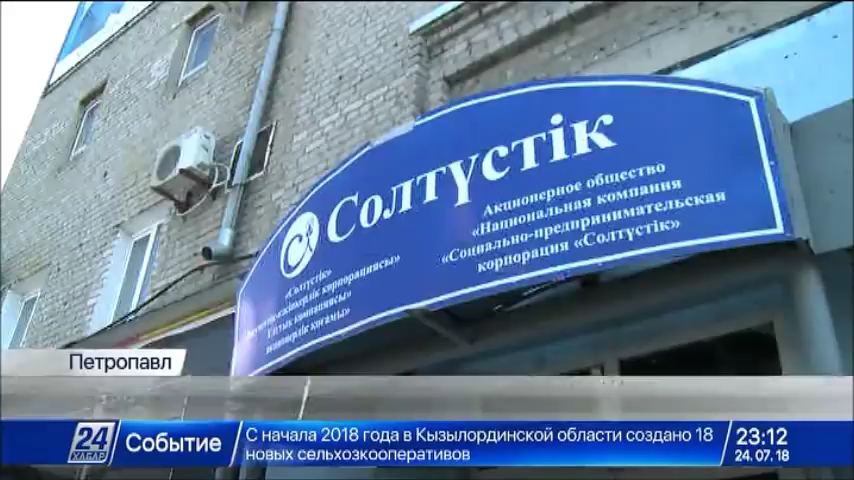 Солтүстік
Акционерное общество
«Национальная компания
«Социально-предпринимательская
корпорация «Солтүстік»
«Солтүстік»
корпорациясы»
Ұлттық компаниясы»
қоғамы»
Петропавл
24
ХАБАР
Событие
С начала 2018 года в Кызылординской области создано 18
новых сельхозкооперативов
23:12
24.07.18